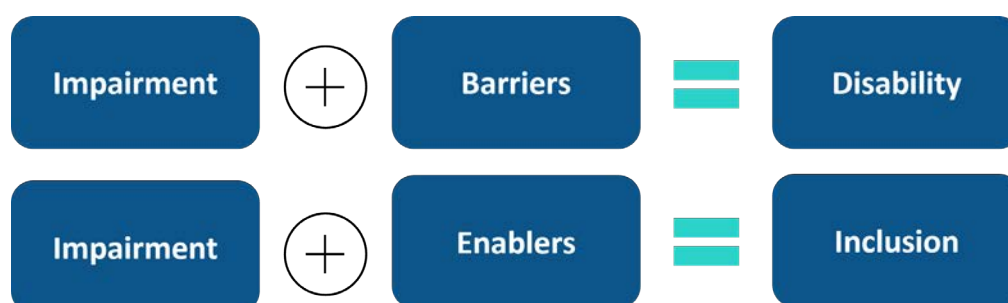 Impairment + Barriers = Disability
Impairment + Enablers = Inclusion